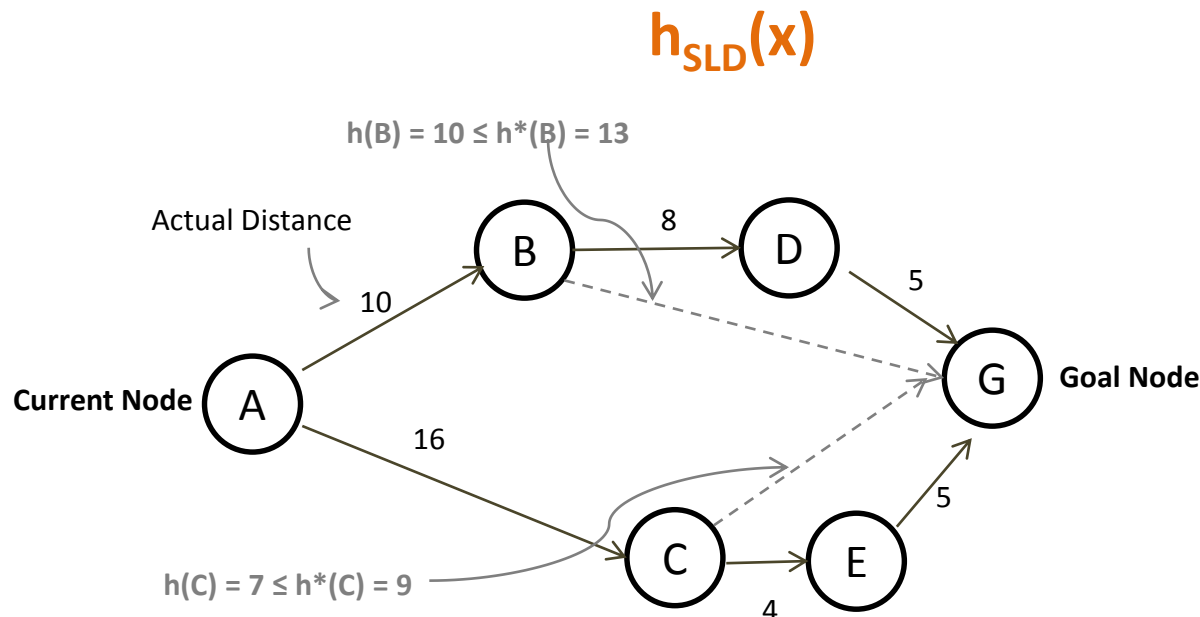 hSLD(x)
h(B) = 10 ≤ h*(B) = 13
Actual Distance
B
8
D
10
5
Current Node
A
G
Goal Node
16
5
C
E
h(C) = 7 ≤ h*(C) = 9
4